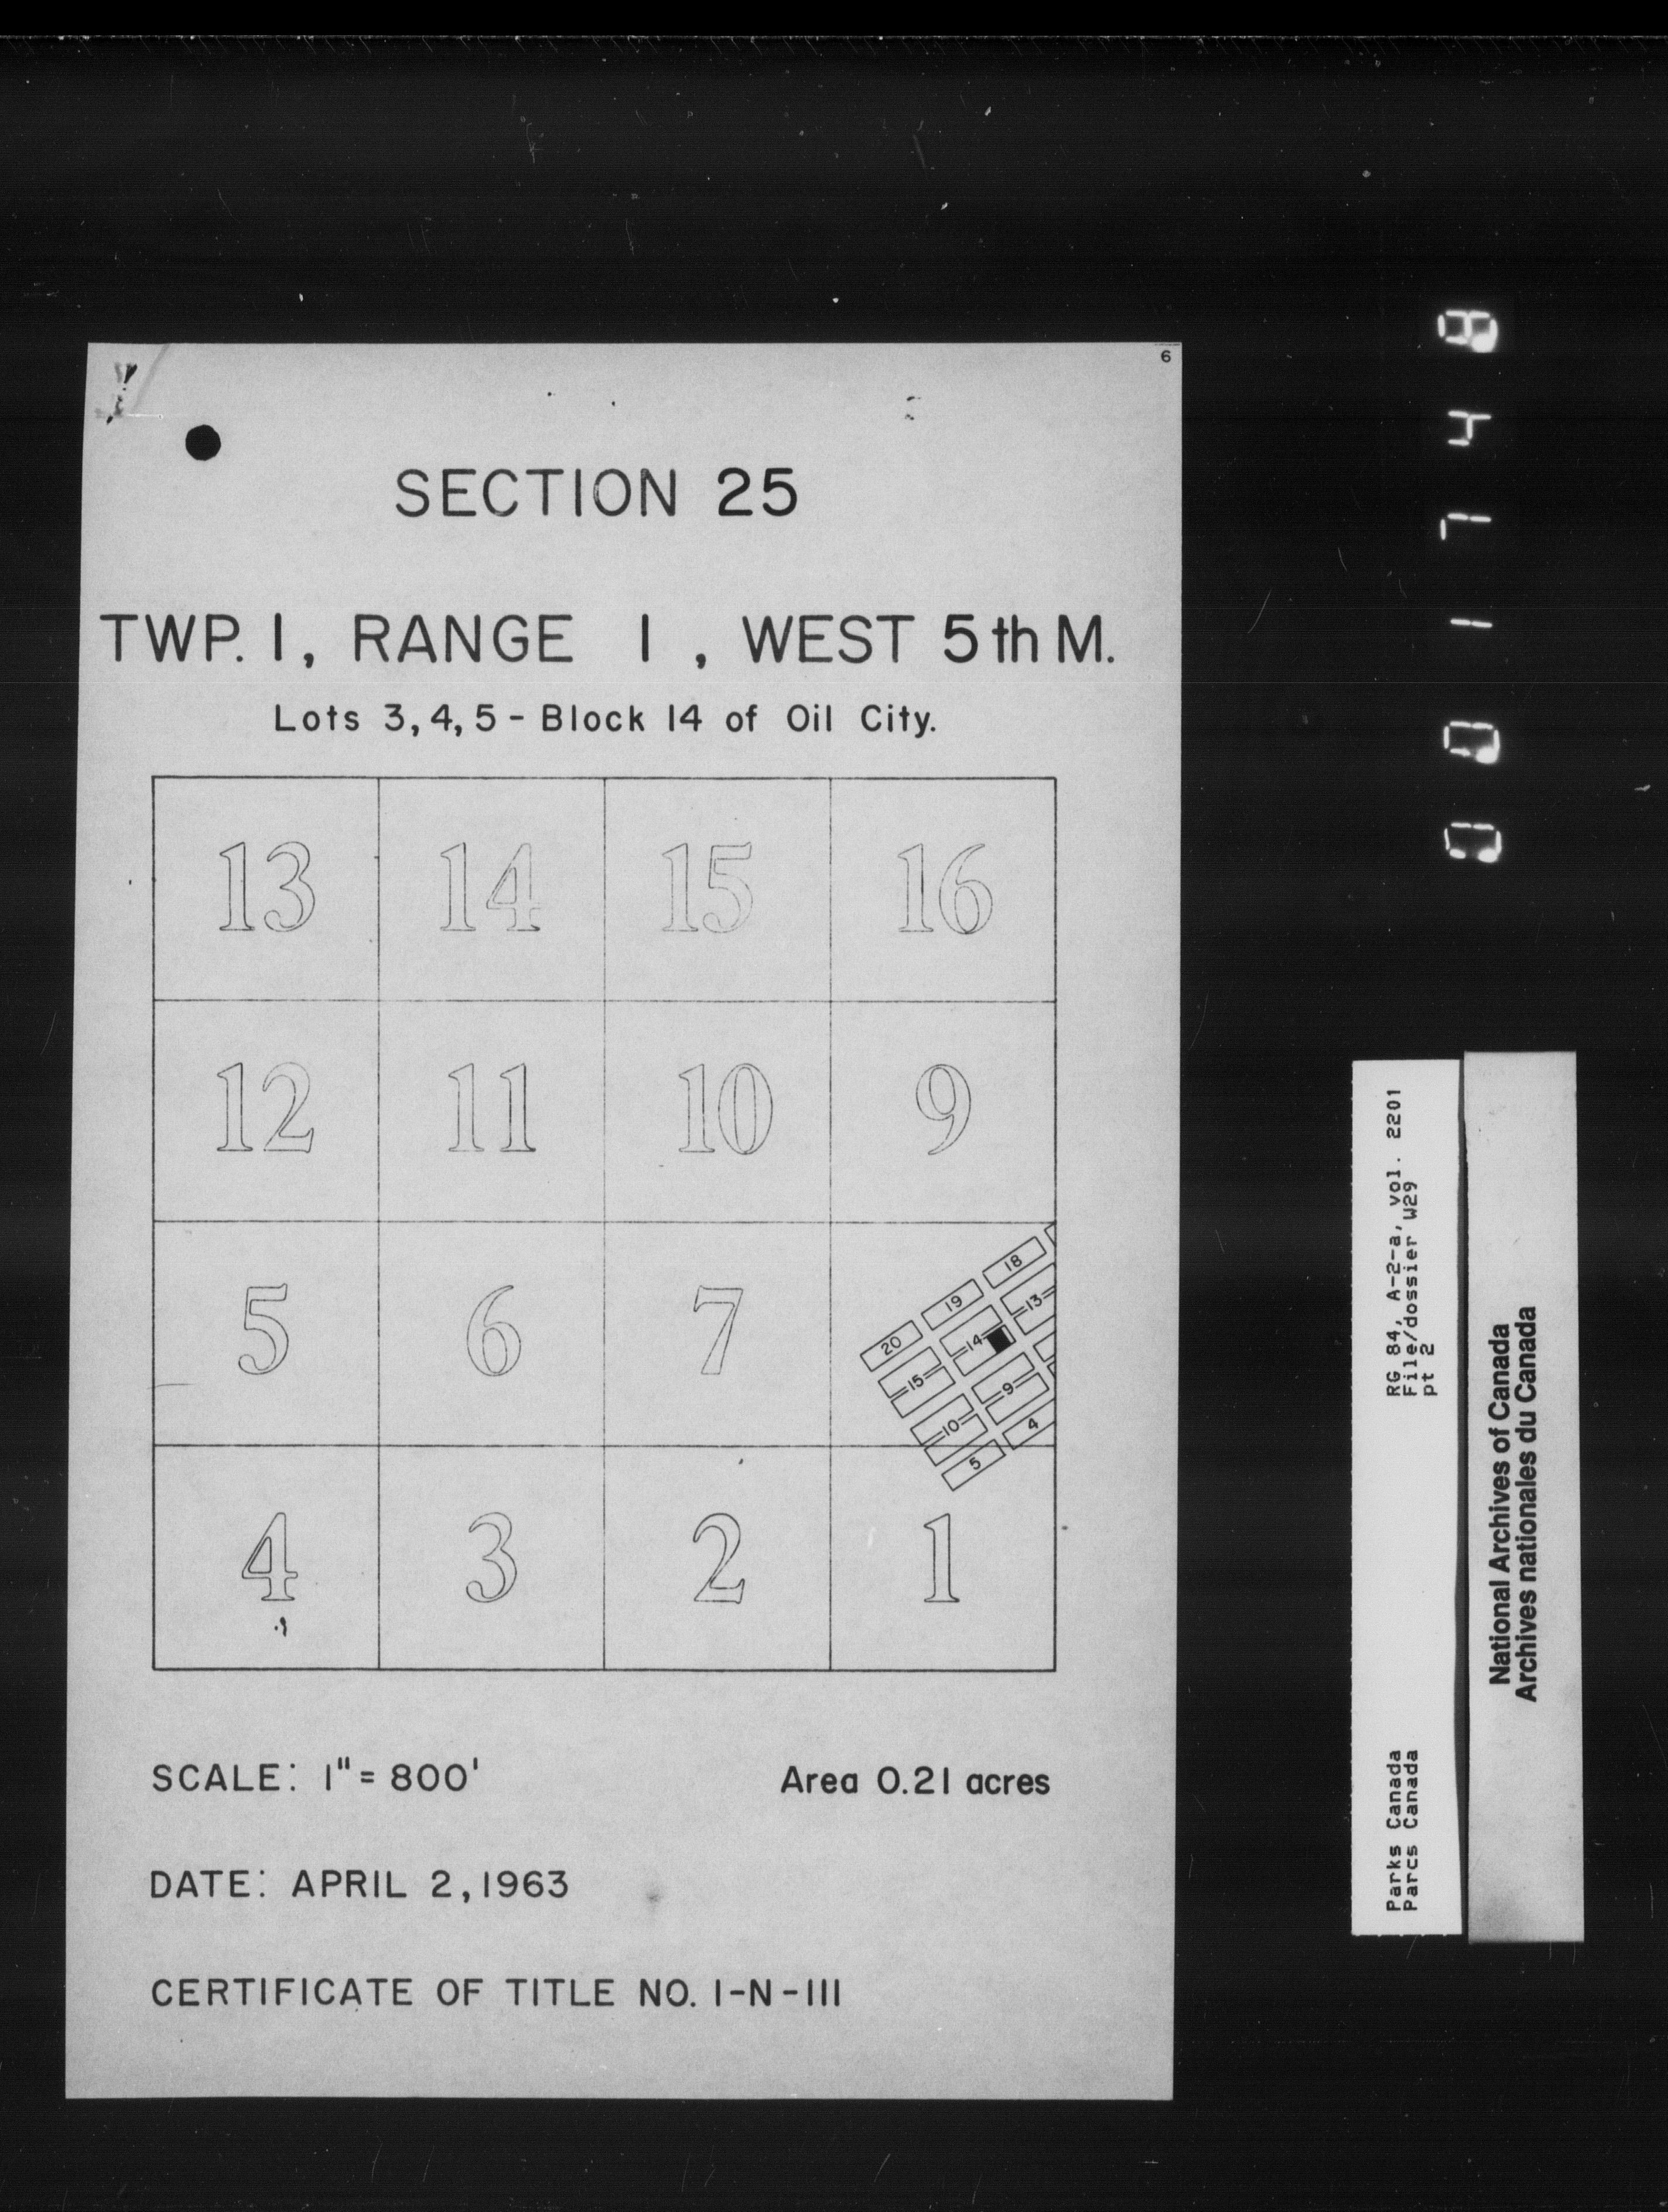 6
SECTION 25
TWP. 1, RANGE 1, WEST 5th M.
Lots 3, 4, 5 - Block 14 of Oil City.
13 14 15 16
12 11 10 9
5 6 7
18
19
13
20
14
15
9
10
4
5
4 3 2 1
SCALE: 1" = 800'
Area 0.21 acres
DATE: APRIL 2, 1963
CERTIFICATE OF TITLE NO. 1-N-111
RG 84, A-2-a, vol. 2201
File/dossier W29
pt 2
Parks Canada
Parcs Canada
National Archives of Canada
Archives nationales du Canada